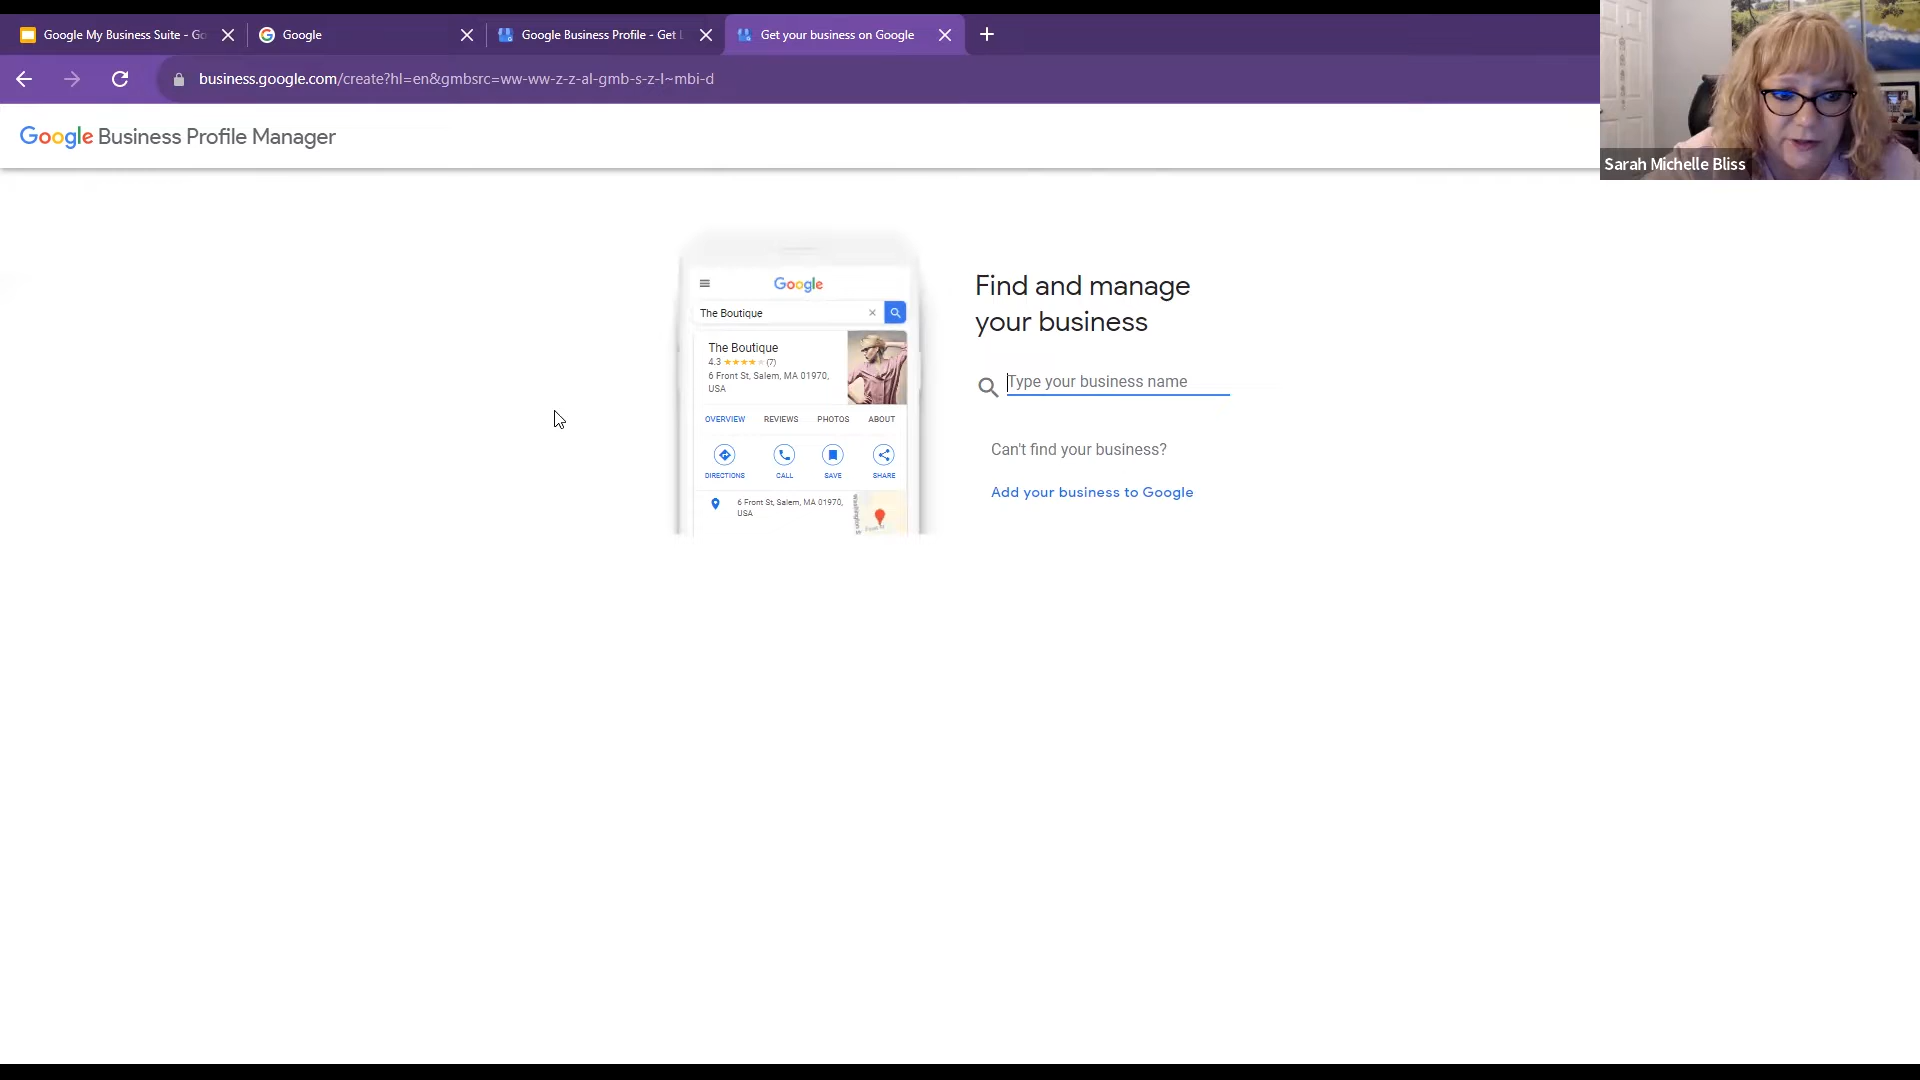 Google My Business Suite - Go
Google
Google Business Profile - Get L
Get your business on Google
business.google.com/create?hl=en&gmbsrc=ww-ww-z-z-al-gmb-s-z-l~mbi-d
Sarah Michelle Bliss
Google Business Profile Manager
Google
The Boutique
The Boutique
4.3 ★★★★★ (7)
6 Front St, Salem, MA 01970,
USA
OVERVIEW REVIEWS PHOTOS ABOUT
DIRECTIONS CALL SAVE SHARE
6 Front St, Salem, MA 01970,
USA
Find and manage
your business
Type your business name
Can't find your business?
Add your business to Google